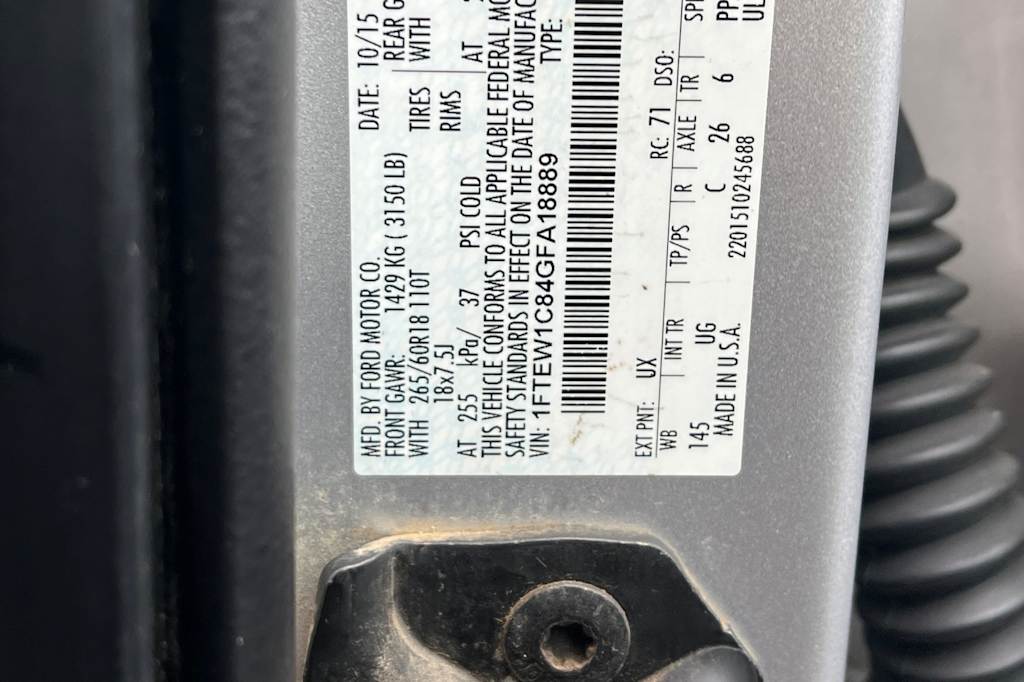 MFD. BY FORD MOTOR CO.
DATE: 10/15
FRONT GAWR: 1429 KG ( 3150 LB)
REAR G
WITH 265/60R18 110T
TIRES WITH
18x7.5J
RIMS
AT 255 kPa/ 37 PSI COLD
AT
THIS VEHICLE CONFORMS TO ALL APPLICABLE FEDERAL MO
SAFETY STANDARDS IN EFFECT ON THE DATE OF MANUFAC
VIN: 1FTEW1C84GFA18889
TYPE:
EXT PNT: UX
RC: 71 DSO:
WB INT TR TP/PS R AXLE TR SP
145 UG C 26 6 PP
MADE IN U.S.A.
2201510245688
UL